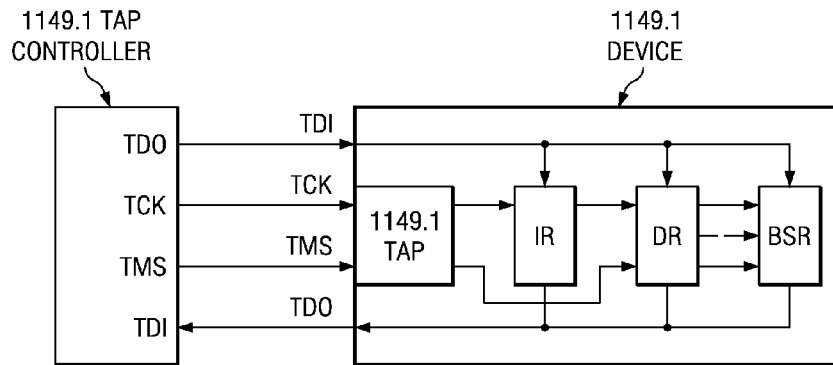 1149.1 TAP
CONTROLLER
1149.1
DEVICE
TDO
TDI
TCK
TCK
TMS
TMS
TDI
TDO
1149.1
TAP
IR
DR
BSR